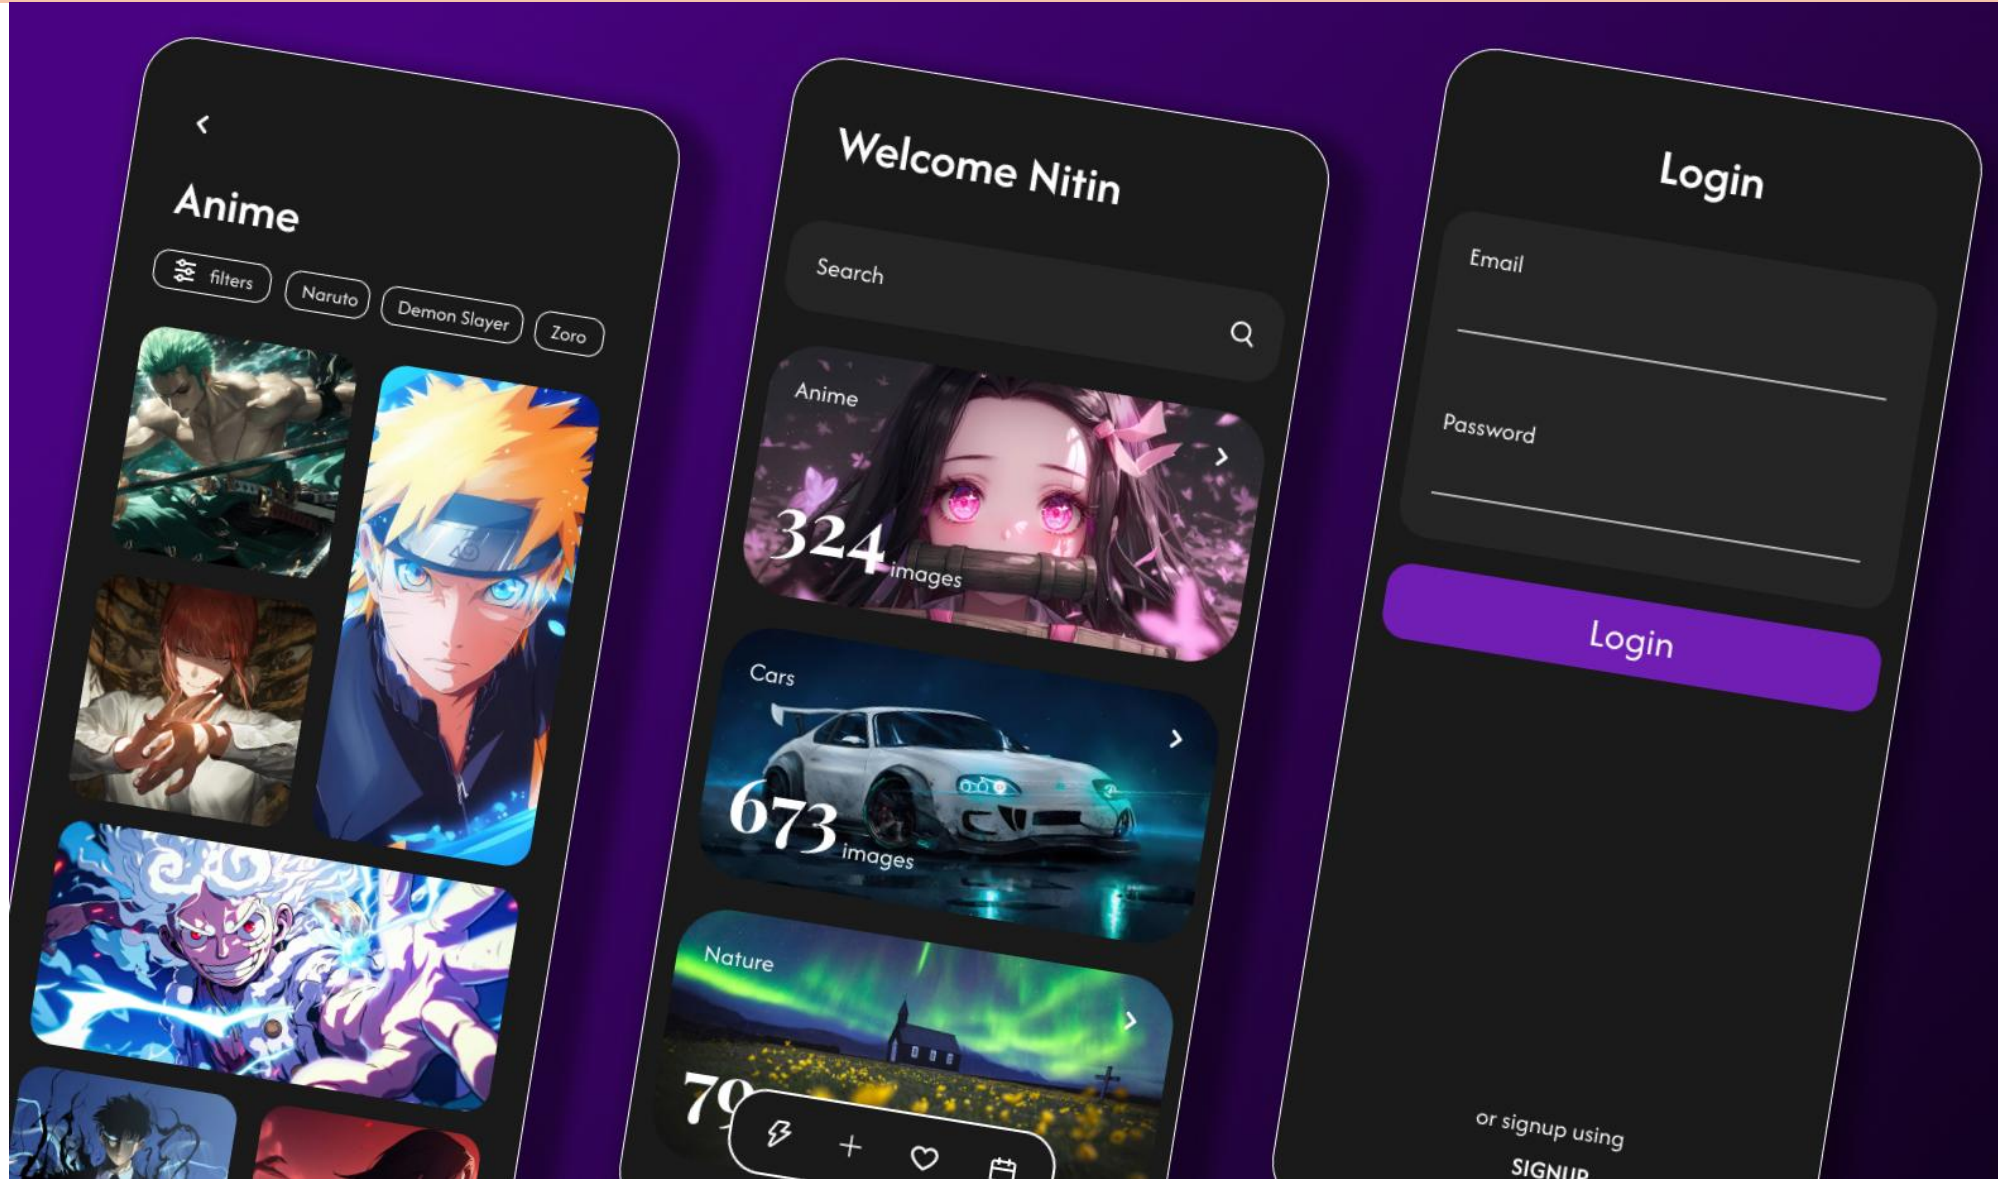 Anime
filters
Naruto
Demon Slayer
Zoro
Welcome Nitin
Search
Anime
324 images
Cars
673 images
Nature
Login
Email
Password
Login
or signup using
SIGNUP